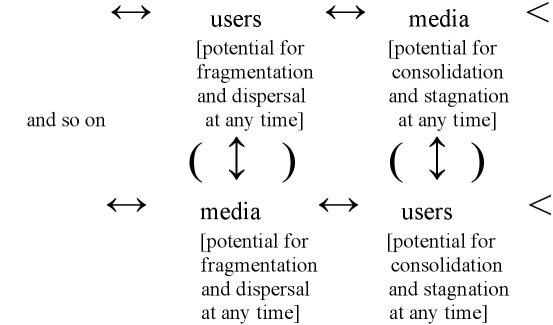 ↔ users ↔ media <
[potential for [potential for
fragmentation consolidation
and dispersal and stagnation
and so on at any time] at any time]
( ↕ ) ( ↕ )
↔ media ↔ users <
[potential for [potential for
fragmentation consolidation
and dispersal and stagnation
at any time] at any time]